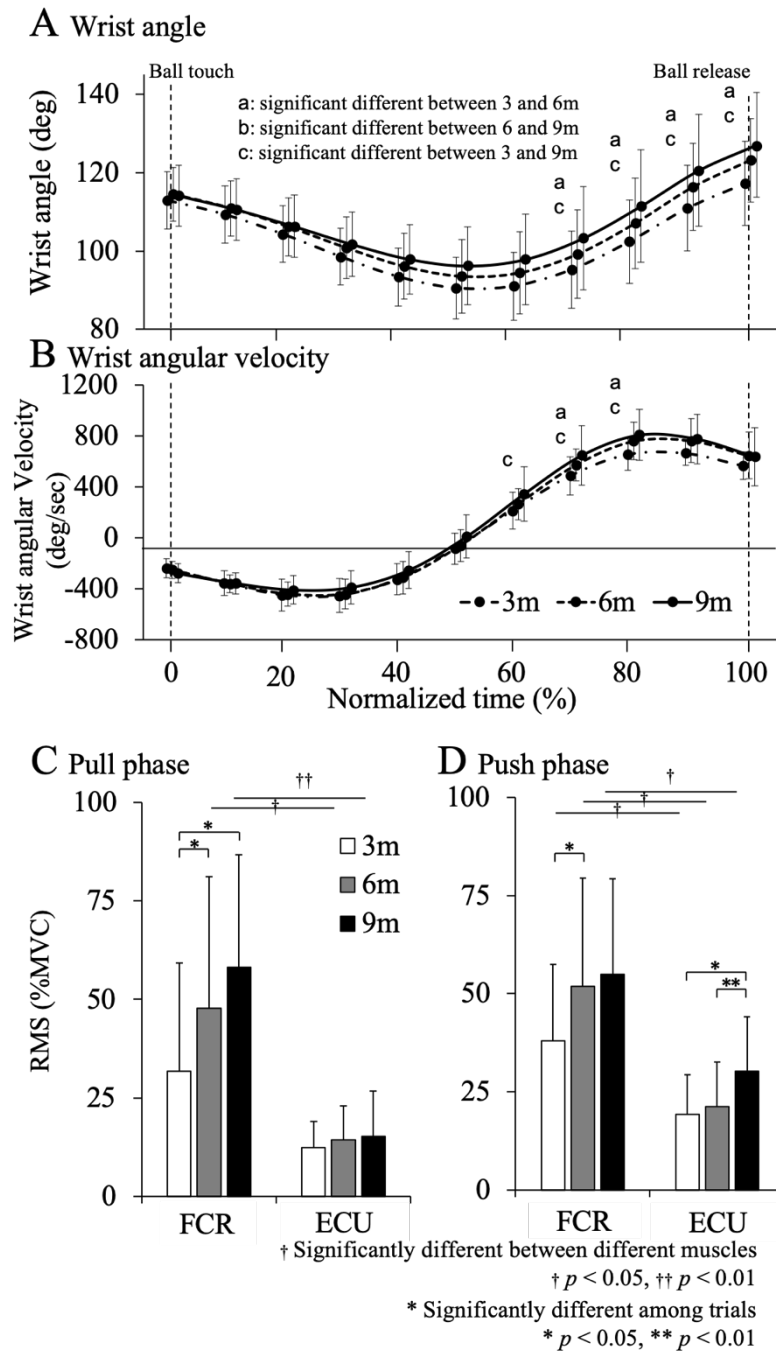 A Wrist angle
Ball touch
Ball release
a: significant different between 3 and 6m
b: significant different between 6 and 9m
c: significant different between 3 and 9m
Wrist angle (deg)
140
120
100
80
a
c
a
c
a
c
a
c
B Wrist angular velocity
Wrist angular Velocity
(deg/sec)
1200
800
400
0
-400
-800
c
a
c
a
c
3m
6m
9m
0
20
40
60
80
100
Normalized time (%)
C Pull phase
††
†
100
75
50
25
0
RMS (%MVC)
*
*
3m
6m
9m
FCR
ECU
D Push phase
†
†
†
100
75
50
25
0
*
*
**
FCR
ECU
† Significantly different between different muscles
† p < 0.05, †† p < 0.01
* Significantly different among trials
* p < 0.05, ** p < 0.01